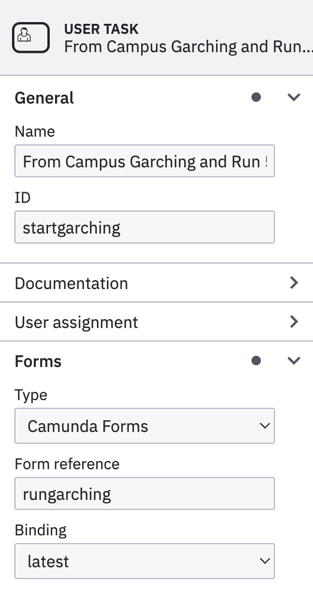 USER TASK
From Campus Garching and Run...
General
Name
From Campus Garching and Run
ID
startgarching
Documentation
User assignment
Forms
Type
Camunda Forms
Form reference
rungarching
Binding
latest